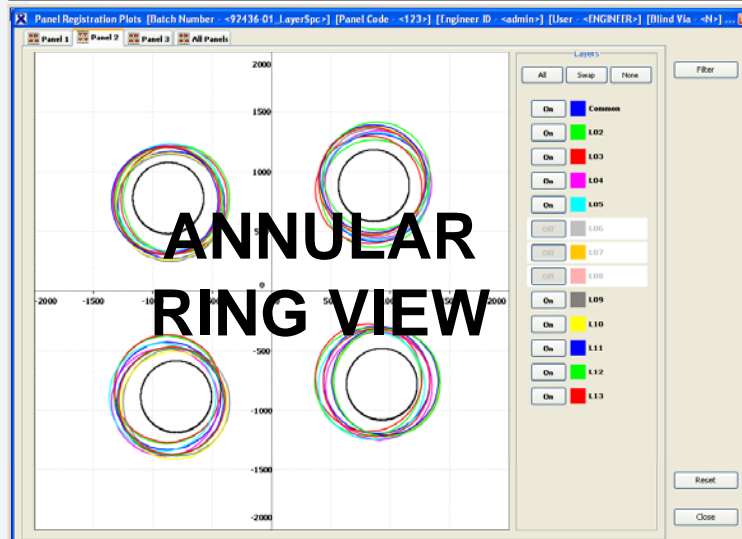 Panel Registration Plots [Batch Number - <92436-01_LayerSpc>] [Panel Code - <123>] [Engineer ID - <admin>] [User - <ENGINEER>] [Blind Via - <N>] ...
Panel 1 Panel 2 Panel 3 All Panels
Layers
All Swap None
Filter
On Common
On L02
On L03
On L04
On L05
Off L06
Off L07
Off L08
On L09
On L10
On L11
On L12
On L13
Reset
Close
2000
1500
1000
500
0
-2000 -1500 -1000 -500 500 1000 1500 2000
-500
-1000
-1500
-2000
ANNULAR
RING VIEW